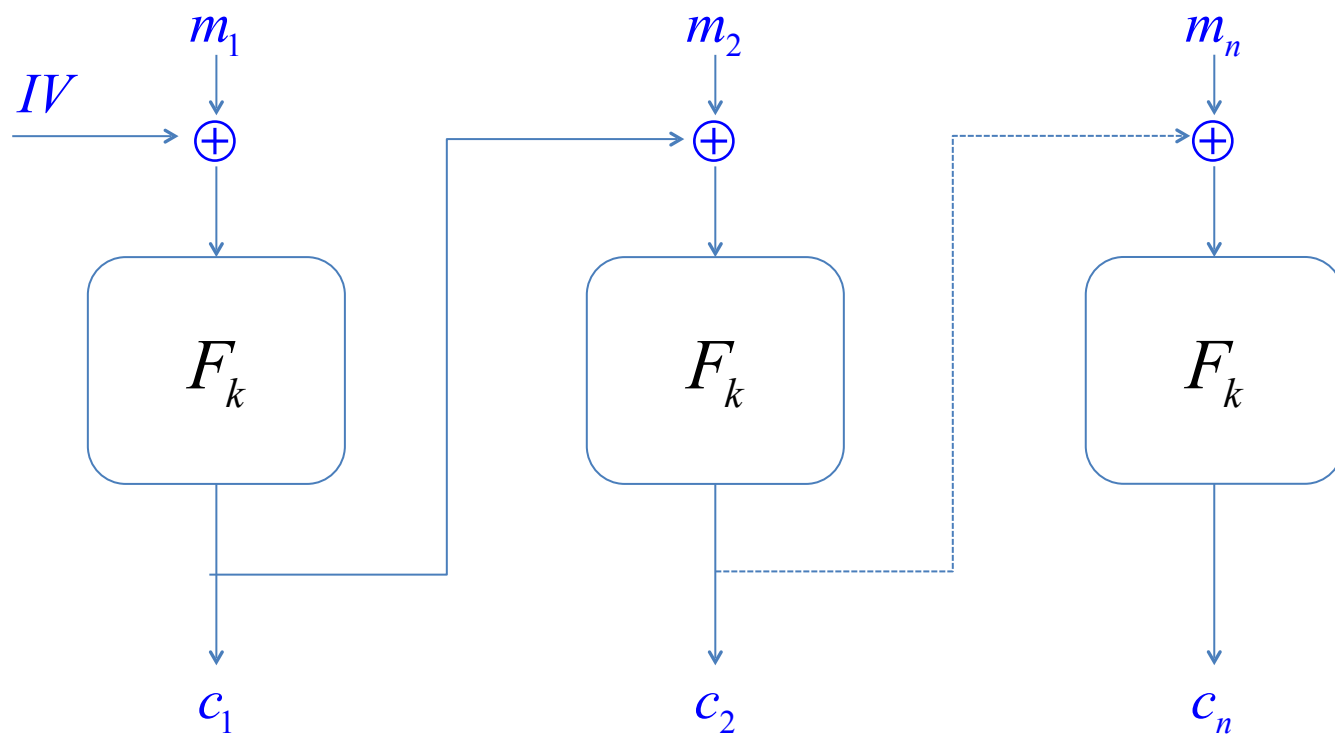 m₁ m₂ mₙ
IV
⊕ ⊕ ⊕
Fₖ Fₖ Fₖ
c₁ c₂ cₙ